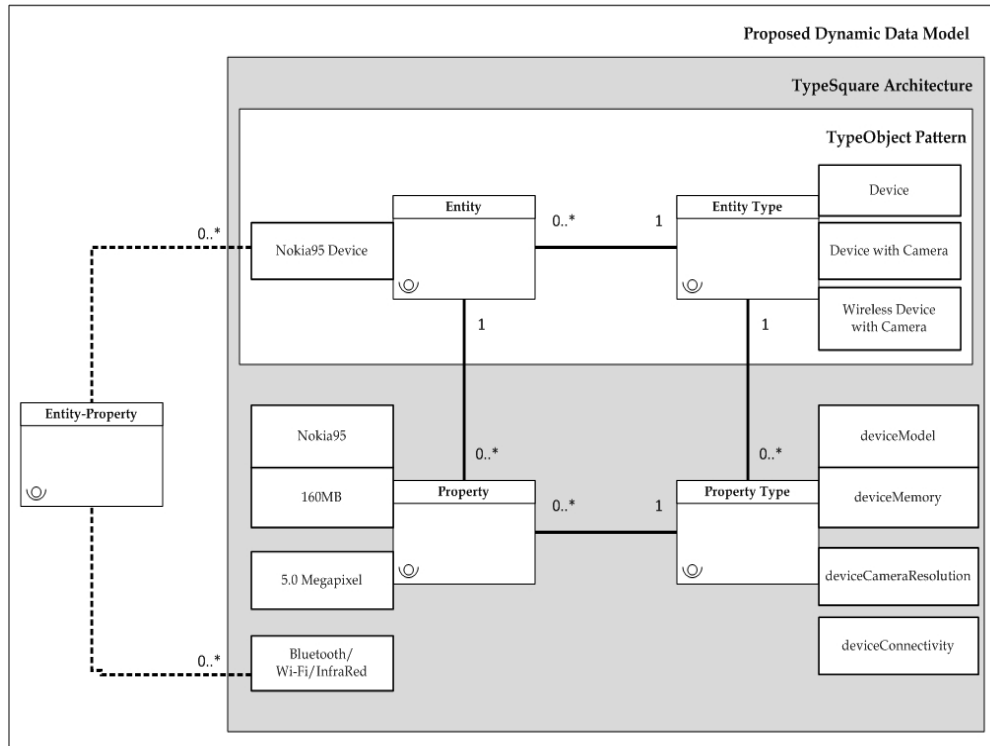 Proposed Dynamic Data Model
TypeSquare Architecture
TypeObject Pattern
Entity
Entity Type
Device
0..*
1
0..*
Nokia95 Device
Device with Camera
Wireless Device
with Camera
1
1
Entity-Property
Nokia95
deviceModel
0..*
0..*
160MB
Property
0..*
1
Property Type
deviceMemory
5.0 Megapixel
deviceCameraResolution
0..*
Bluetooth/
Wi-Fi/InfraRed
deviceConnectivity